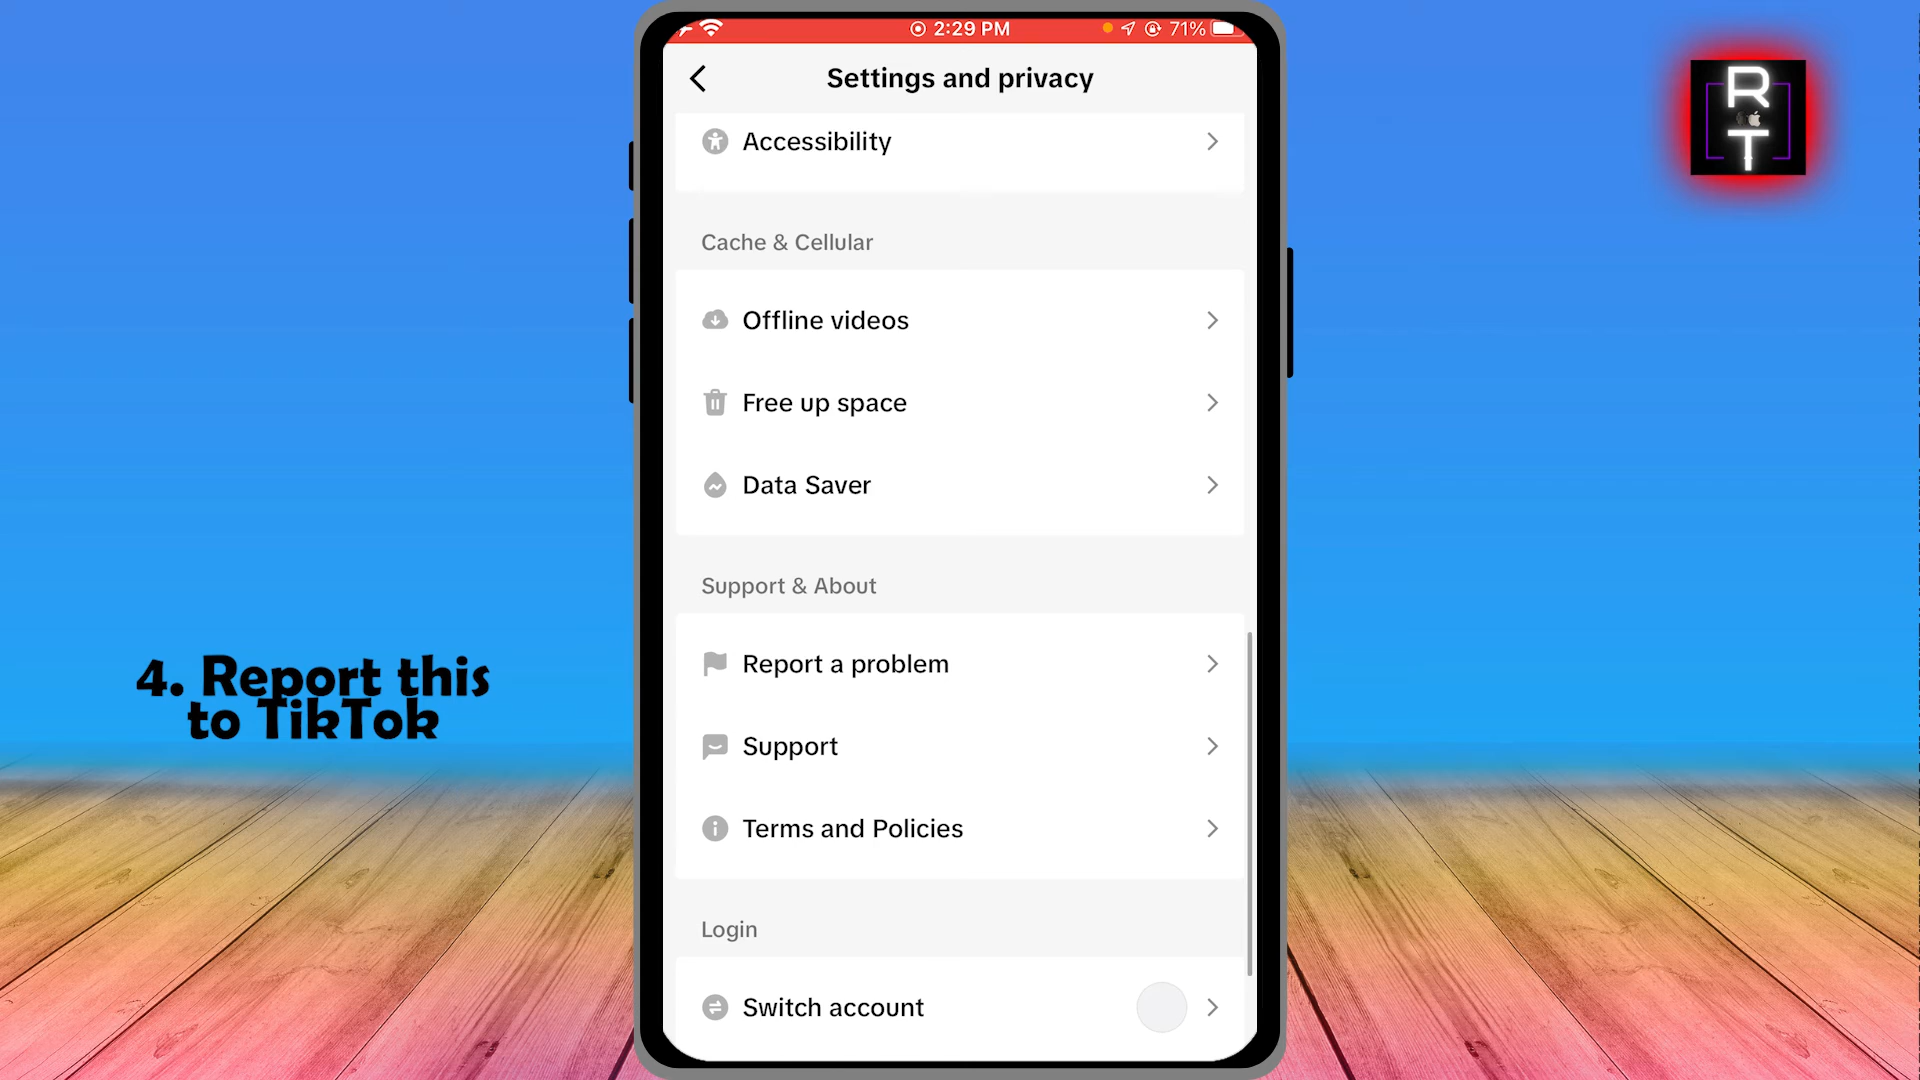 2:29 PM
71%
Settings and privacy
R
T
Accessibility
Cache & Cellular
Offline videos
Free up space
Data Saver
Support & About
Report a problem
Support
Terms and Policies
Login
Switch account
4. Report this
to TikTok